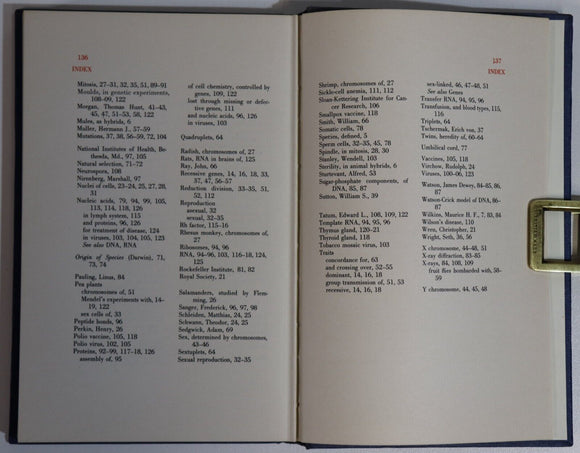 136
INDEX
Mitosis, 27–31, 32, 35, 51, 89–91
Moulds, in genetic experiments,
108–09, 122
Morgan, Thomas Hunt, 41–43,
45, 47, 51–53, 58, 122
Mules, as hybrids, 6
Muller, Hermann J., 57–59
Mutations, 37, 38, 56–59, 72, 104
National Institutes of Health, Be-
thesda, Md., 97, 105
Natural selection, 71–72
Neurospora, 108
Nirenberg, Marshall, 97
Nuclei of cells, 23–24, 25, 27, 28,
31
Nucleic acids, 79, 94, 99, 105,
113, 114, 118, 126
in lymph system, 115
and proteins, 96, 126
for treatment of disease, 124
in viruses, 103, 104, 105, 123
See also DNA, RNA
Origin of Species (Darwin), 71,
73, 74
Pauling, Linus, 84
Pea plants
chromosomes of, 51
Mendel's experiments with, 14–
19, 122
sex cells of, 33
Peptide bonds, 96
Perkin, Henry, 26
Polio vaccine, 105, 118
Polio virus, 102, 105
Proteins, 92–99, 117–18, 126
assembly of, 95
of cell chemistry, controlled by
genes, 109, 122
lost through missing or defec-
tive genes, 111
and nucleic acids, 96, 126
in viruses, 103
Quadruplets, 64
Radish, chromosomes of, 27
Rats, RNA in brains of, 125
Ray, John, 66
Recessive genes, 14, 16, 18, 33,
37, 47, 56–57
Reduction division, 33–35, 51,
52, 112
Reproduction
asexual, 32
sexual, 32–35
Rh factor, 115–16
Rhesus monkey, chromosomes of,
27
Ribosomes, 94, 96
RNA, 94–96, 103, 116–18, 124,
125
Rockefeller Institute, 81, 82
Royal Society, 21
Salamanders, studied by Flem-
ming, 26
Sanger, Frederick, 96, 97, 98
Schleiden, Matthias, 24, 25
Schwann, Theodor, 24, 25
Sedgwick, Adam, 69
Sex, determined by chromosomes,
43–46
Sextuplets, 64
Sexual reproduction, 32–35
137
INDEX
Shrimp, chromosomes of, 27
Sickle-cell anemia, 111, 112
Sloan-Kettering Institute for Can-
cer Research, 106
Smallpox vaccine, 118
Smith, William, 66
Somatic cells, 78
Species, defined, 5
Sperm cells, 32–33, 45, 78
Spindle, in mitosis, 28, 30
Stanley, Wendell, 103
Sterility, in animal hybrids, 6
Sturtevant, Alfred, 53
Sugar-phosphate components, of
DNA, 85, 87
Sutton, William S., 39
Tatum, Edward L., 108, 109, 122
Template RNA, 94, 95, 96
Thymus gland, 120–21
Thyroid gland, 118
Tobacco mosaic virus, 103
Traits
concordance for, 63
and crossing over, 52–55
dominant, 14, 16, 18
group transmission of, 51, 53
recessive, 14, 16, 18
sex-linked, 46, 47–48, 51
See also Genes
Transfer RNA, 94, 95, 96
Transfusion, and blood types, 115,
116
Triplets, 64
Tschermak, Erich von, 37
Twins, heredity of, 60–64
Umbilical cord, 77
Vaccines, 105, 118
Virchow, Rudolph, 24
Viruses, 100–06, 123
Watson, James Dewey, 84–85, 86,
87
Watson-Crick model of DNA, 86–
87
Wilkins, Maurice H. F., 7, 83, 84
Wilson's disease, 110
Wren, Christopher, 21
Wright, Seth, 36, 56
X chromosome, 44–48, 51
X-ray diffraction, 83–85
X-rays, 84, 108, 109
fruit flies bombarded with, 58–
59
Y chromosome, 44, 45, 48